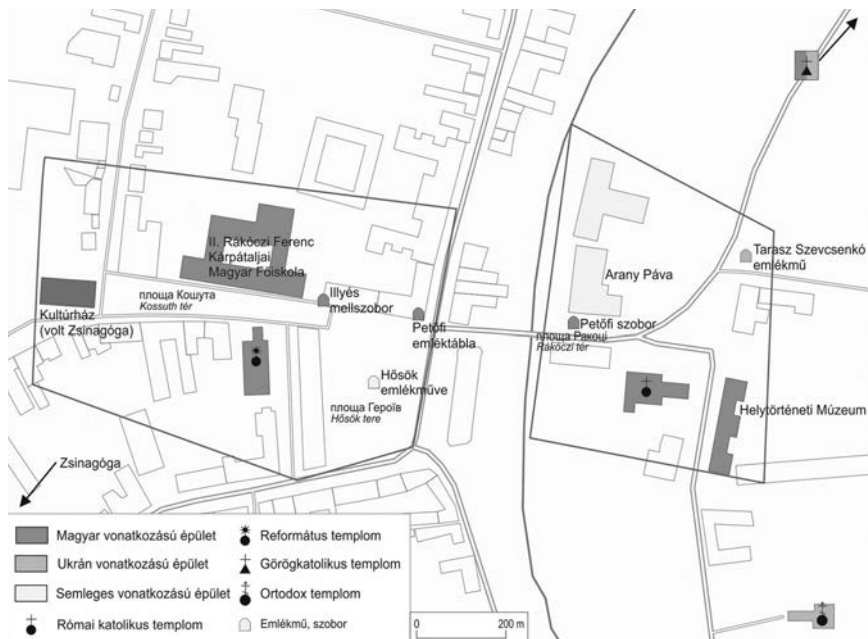 II. Rákóczi Ferenc
Kárpátaljai
Magyar Főiskola
Kultúrház
(volt Zsinagóga)
площа Кошута
Kossuth tér
Illyés
mellszobor
Petőfi
emléktábla
Hősök
emlékműve
площа Героїв
Hősök tere
Arany Páva
Tarasz Sevcsenkó
emlékmű
Petőfi szobor
площа Ракоці
Rákóczi tér
Helytörténeti Múzeum
Zsinagóga
Magyar vonatkozású épület
Ukrán vonatkozású épület
Semleges vonatkozású épület
Római katolikus templom
Református templom
Görögkatolikus templom
Ortodox templom
Emlékmű, szobor
0 200 m